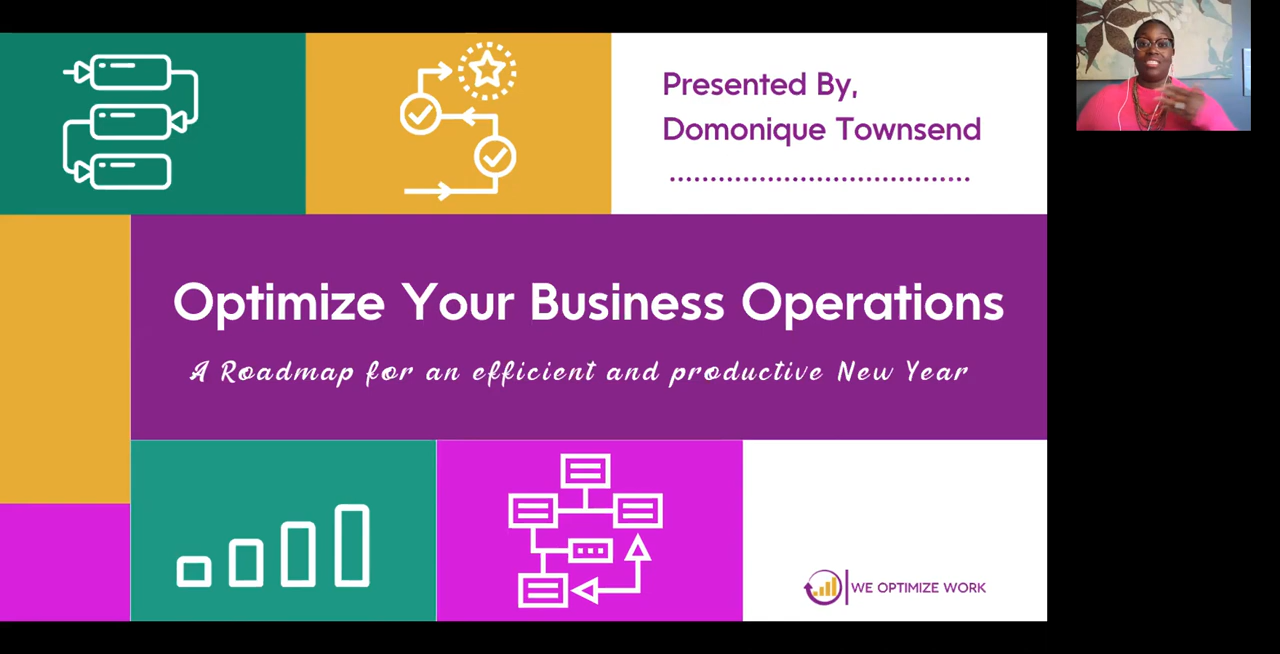 Presented By,
Domonique Townsend
Optimize Your Business Operations
A Roadmap for an efficient and productive New Year
WE OPTIMIZE WORK